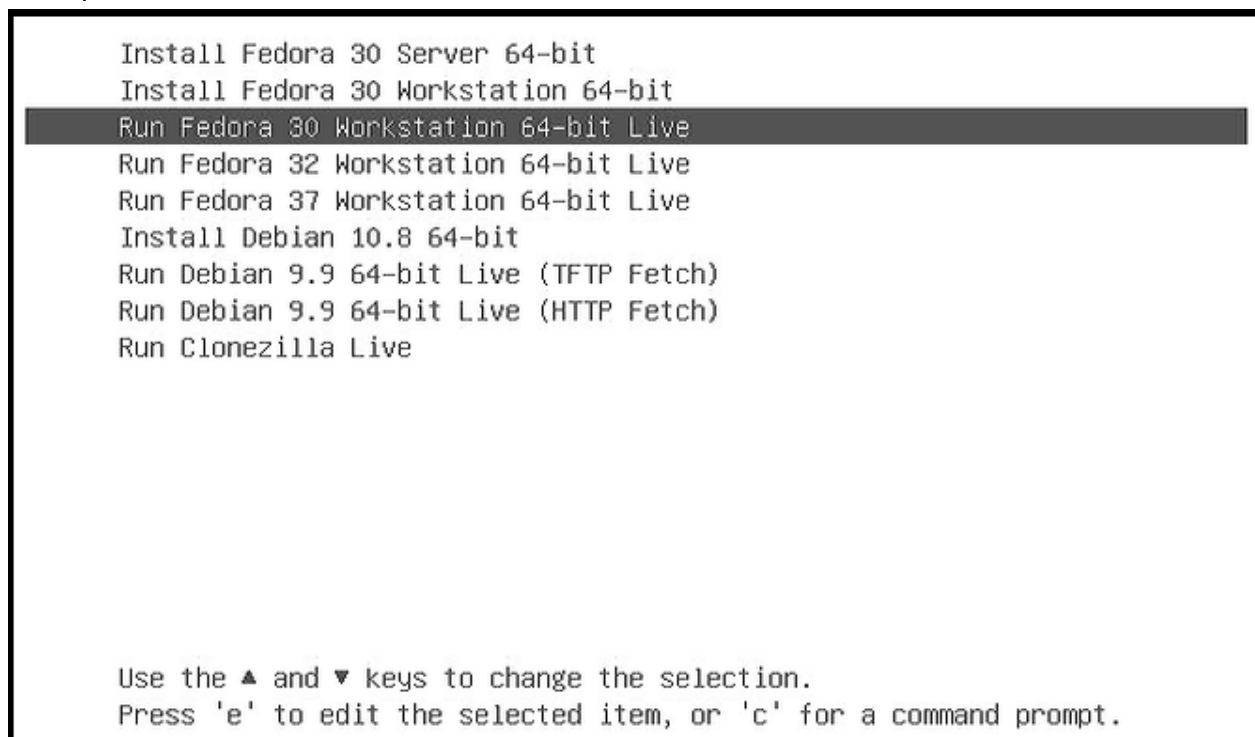 Install Fedora 30 Server 64-bit
Install Fedora 30 Workstation 64-bit
Run Fedora 30 Workstation 64-bit Live
Run Fedora 32 Workstation 64-bit Live
Run Fedora 37 Workstation 64-bit Live
Install Debian 10.8 64-bit
Run Debian 9.9 64-bit Live (TFTP Fetch)
Run Debian 9.9 64-bit Live (HTTP Fetch)
Run Clonezilla Live
Use the ▲ and ▼ keys to change the selection.
Press 'e' to edit the selected item, or 'c' for a command prompt.